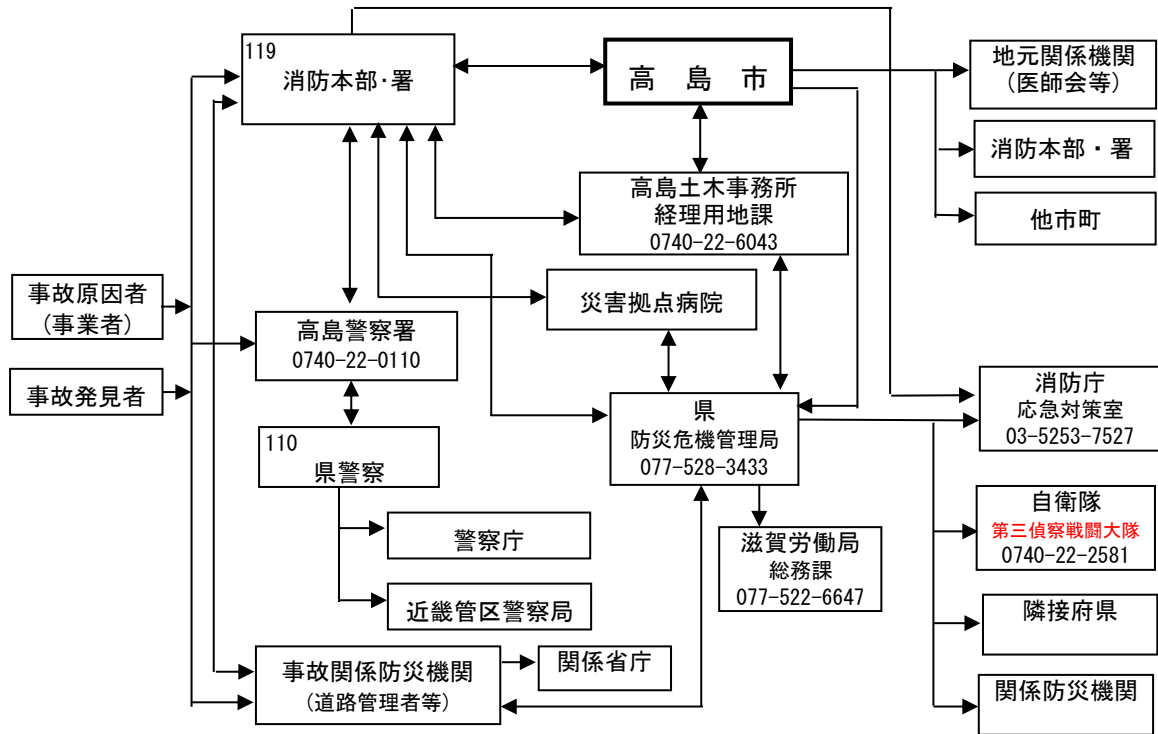 119
消防本部・署
高 島 市
地元関係機関
(医師会等)
消防本部・署
他市町
高島土木事務所
経理用地課
0740-22-6043
事故原因者
(事業者)
災害拠点病院
高島警察署
0740-22-0110
事故発見者
消防庁
応急対策室
03-5253-7527
県
防災危機管理局
077-528-3433
110
県警察
自衛隊
第三偵察戦闘大隊
0740-22-2581
警察庁
滋賀労働局
総務課
077-522-6647
近畿管区警察局
隣接府県
事故関係防災機関
(道路管理者等)
関係省庁
関係防災機関